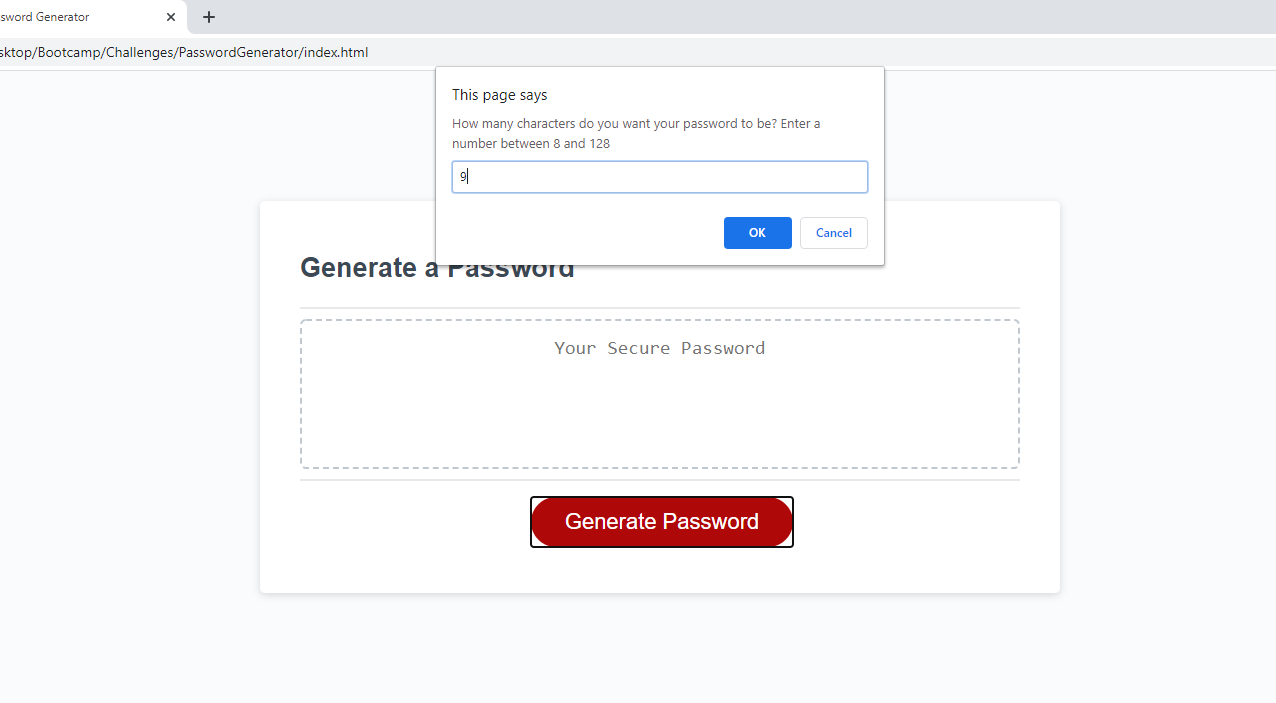 sword Generator
sktop/Bootcamp/Challenges/PasswordGenerator/index.html
This page says
How many characters do you want your password to be? Enter a
number between 8 and 128
9
OK
Cancel
Generate a Password
Your Secure Password
Generate Password